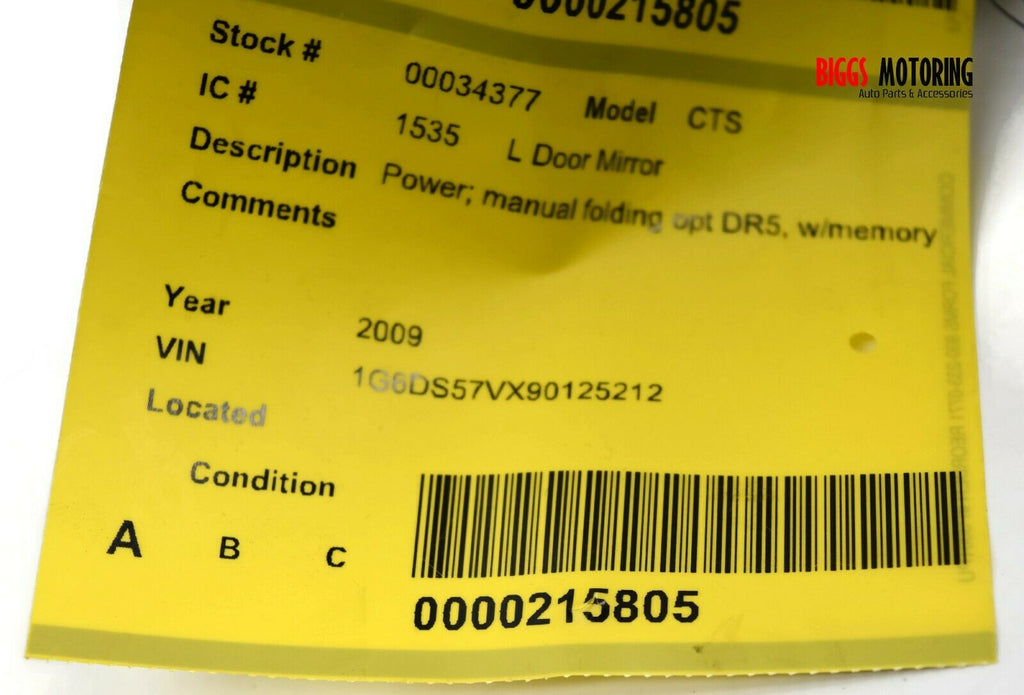 0000215805
BIGGS MOTORING
Auto Parts & Accessories
Stock # 00034377 Model CTS
IC # 1535 L Door Mirror
Description Power; manual folding opt DR5, w/memory
Comments
Year 2009
VIN 1G6DS57VX90125212
Located
Condition
A B C
0000215805